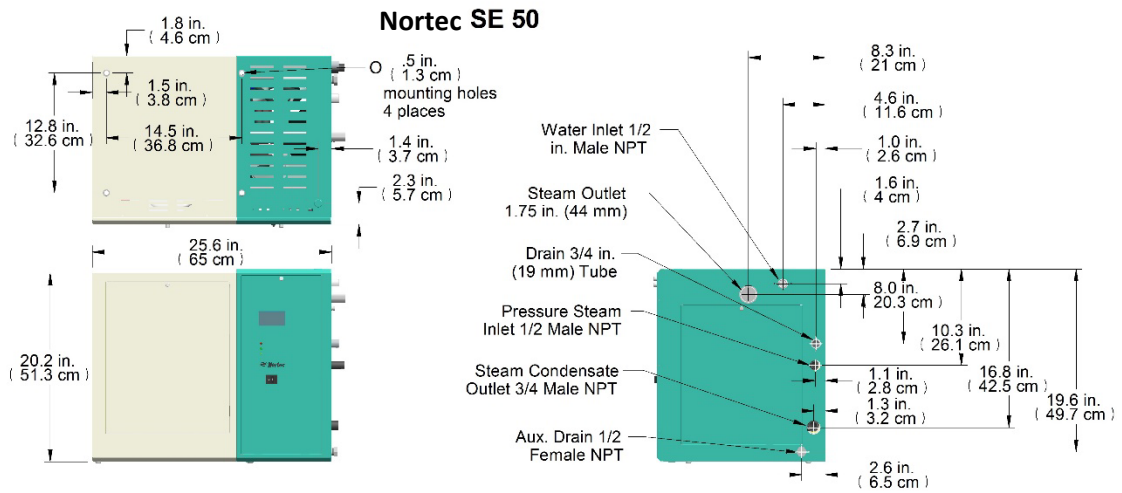 Nortec SE 50
1.8 in.
( 4.6 cm )
1.5 in.
( 3.8 cm )
12.8 in.
( 32.6 cm )
14.5 in.
( 36.8 cm )
.5 in.
( 1.3 cm )
mounting holes
4 places
1.4 in.
( 3.7 cm )
2.3 in.
( 5.7 cm )
25.6 in.
( 65 cm )
20.2 in.
( 51.3 cm )
Nortec
8.3 in.
( 21 cm )
4.6 in.
( 11.6 cm )
1.0 in.
( 2.6 cm )
1.6 in.
( 4 cm )
2.7 in.
( 6.9 cm )
Water Inlet 1/2
in. Male NPT
Steam Outlet
1.75 in. (44 mm)
Drain 3/4 in.
(19 mm) Tube
Pressure Steam
Inlet 1/2 Male NPT
Steam Condensate
Outlet 3/4 Male NPT
Aux. Drain 1/2
Female NPT
8.0 in.
( 20.3 cm )
10.3 in.
( 26.1 cm )
1.1 in.
( 2.8 cm )
16.8 in.
( 42.5 cm )
1.3 in.
( 3.2 cm )
19.6 in.
( 49.7 cm )
2.6 in.
( 6.5 cm )